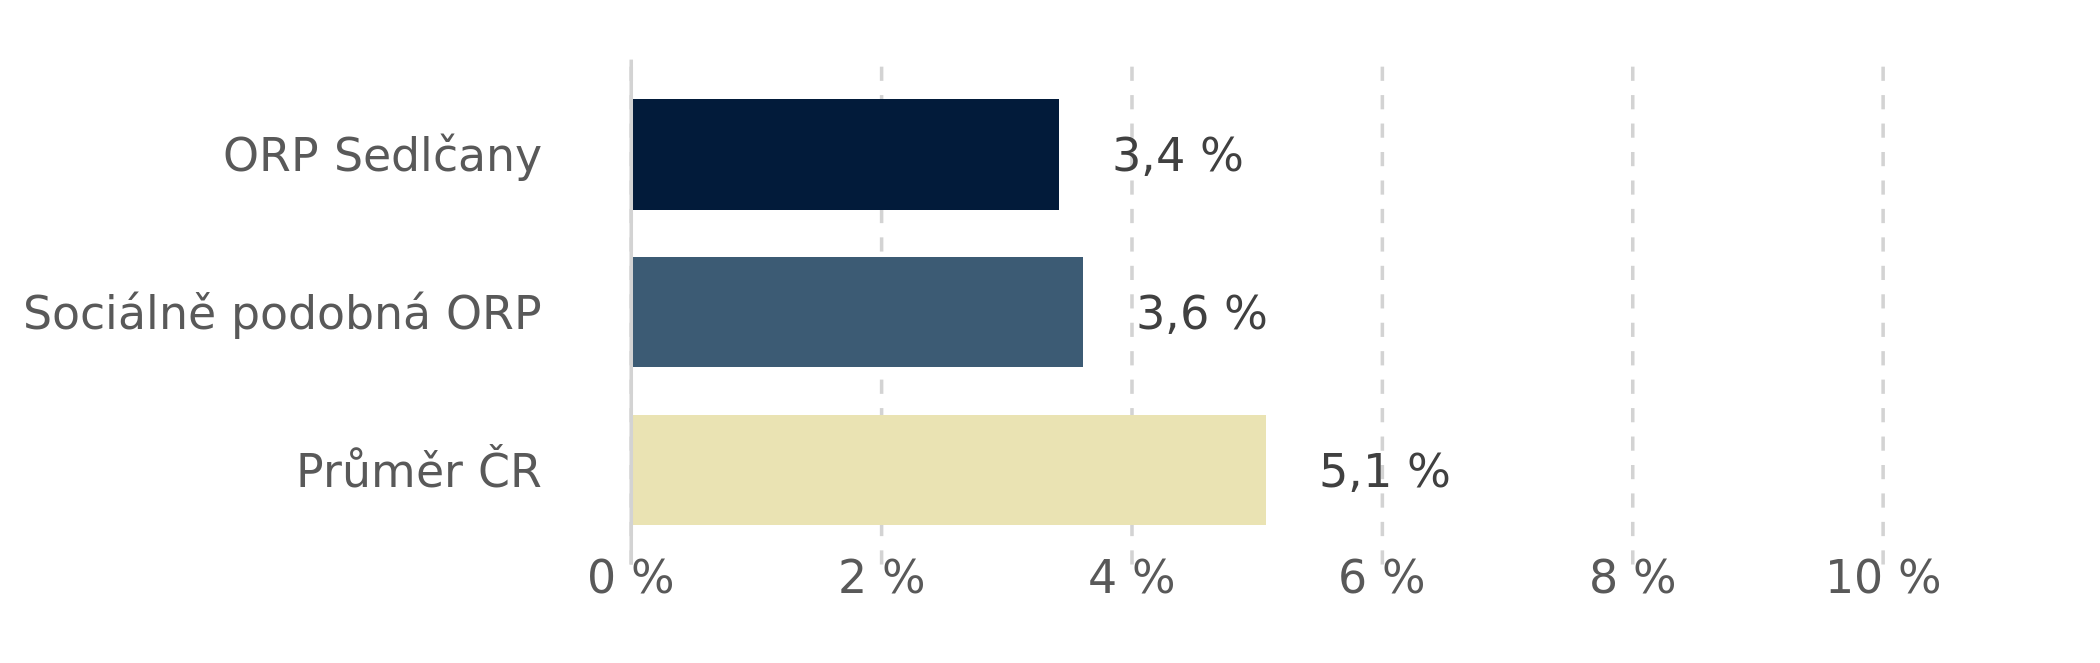 ORP Sedlčany 3,4 %
Sociálně podobná ORP 3,6 %
Průměr ČR 5,1 %
0 % 2 % 4 % 6 % 8 % 10 %